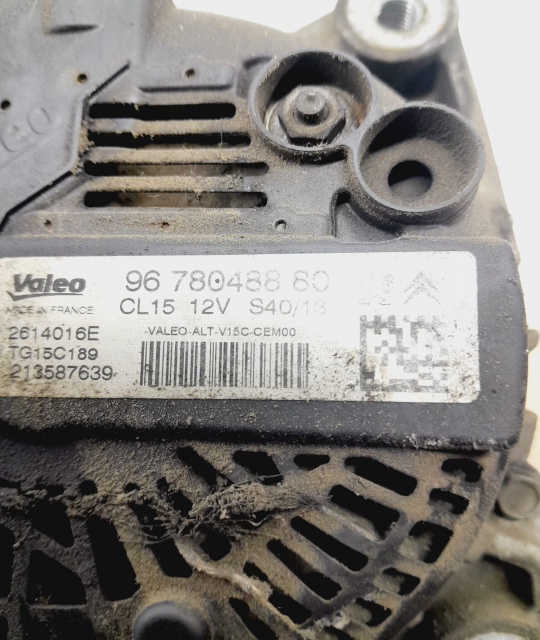 Valeo
96 780488 80
MADE IN FRANCE
CL15 12V S40/13
2614016E
-VALEO-ALT-V15C-CEM00
TG15C189
213587639